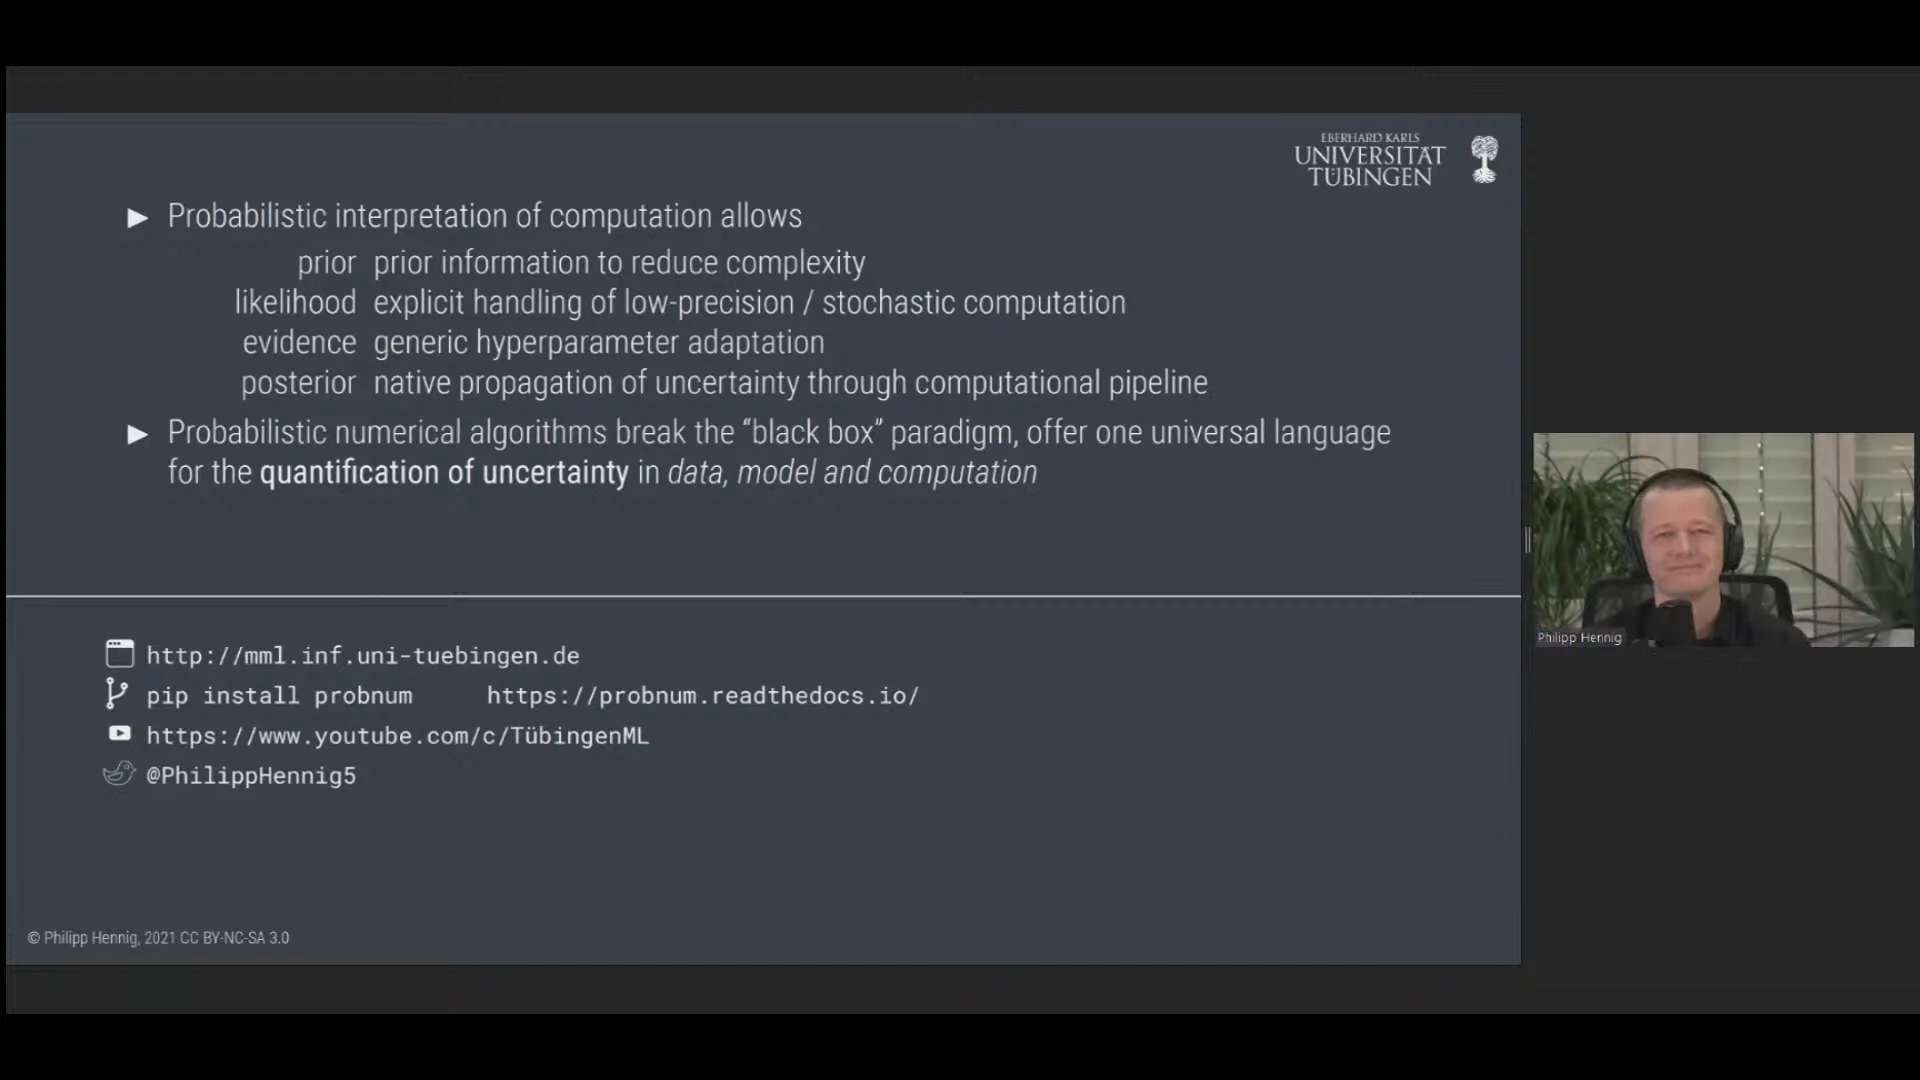 EBERHARD KARLS
UNIVERSITÄT
TÜBINGEN
► Probabilistic interpretation of computation allows
prior prior information to reduce complexity
likelihood explicit handling of low-precision / stochastic computation
evidence generic hyperparameter adaptation
posterior native propagation of uncertainty through computational pipeline
► Probabilistic numerical algorithms break the “black box” paradigm, offer one universal language
for the quantification of uncertainty in data, model and computation
http://mml.inf.uni-tuebingen.de
pip install probnum https://probnum.readthedocs.io/
https://www.youtube.com/c/TübingenML
@PhilippHennig5
© Philipp Hennig, 2021 CC BY-NC-SA 3.0
Philipp Hennig